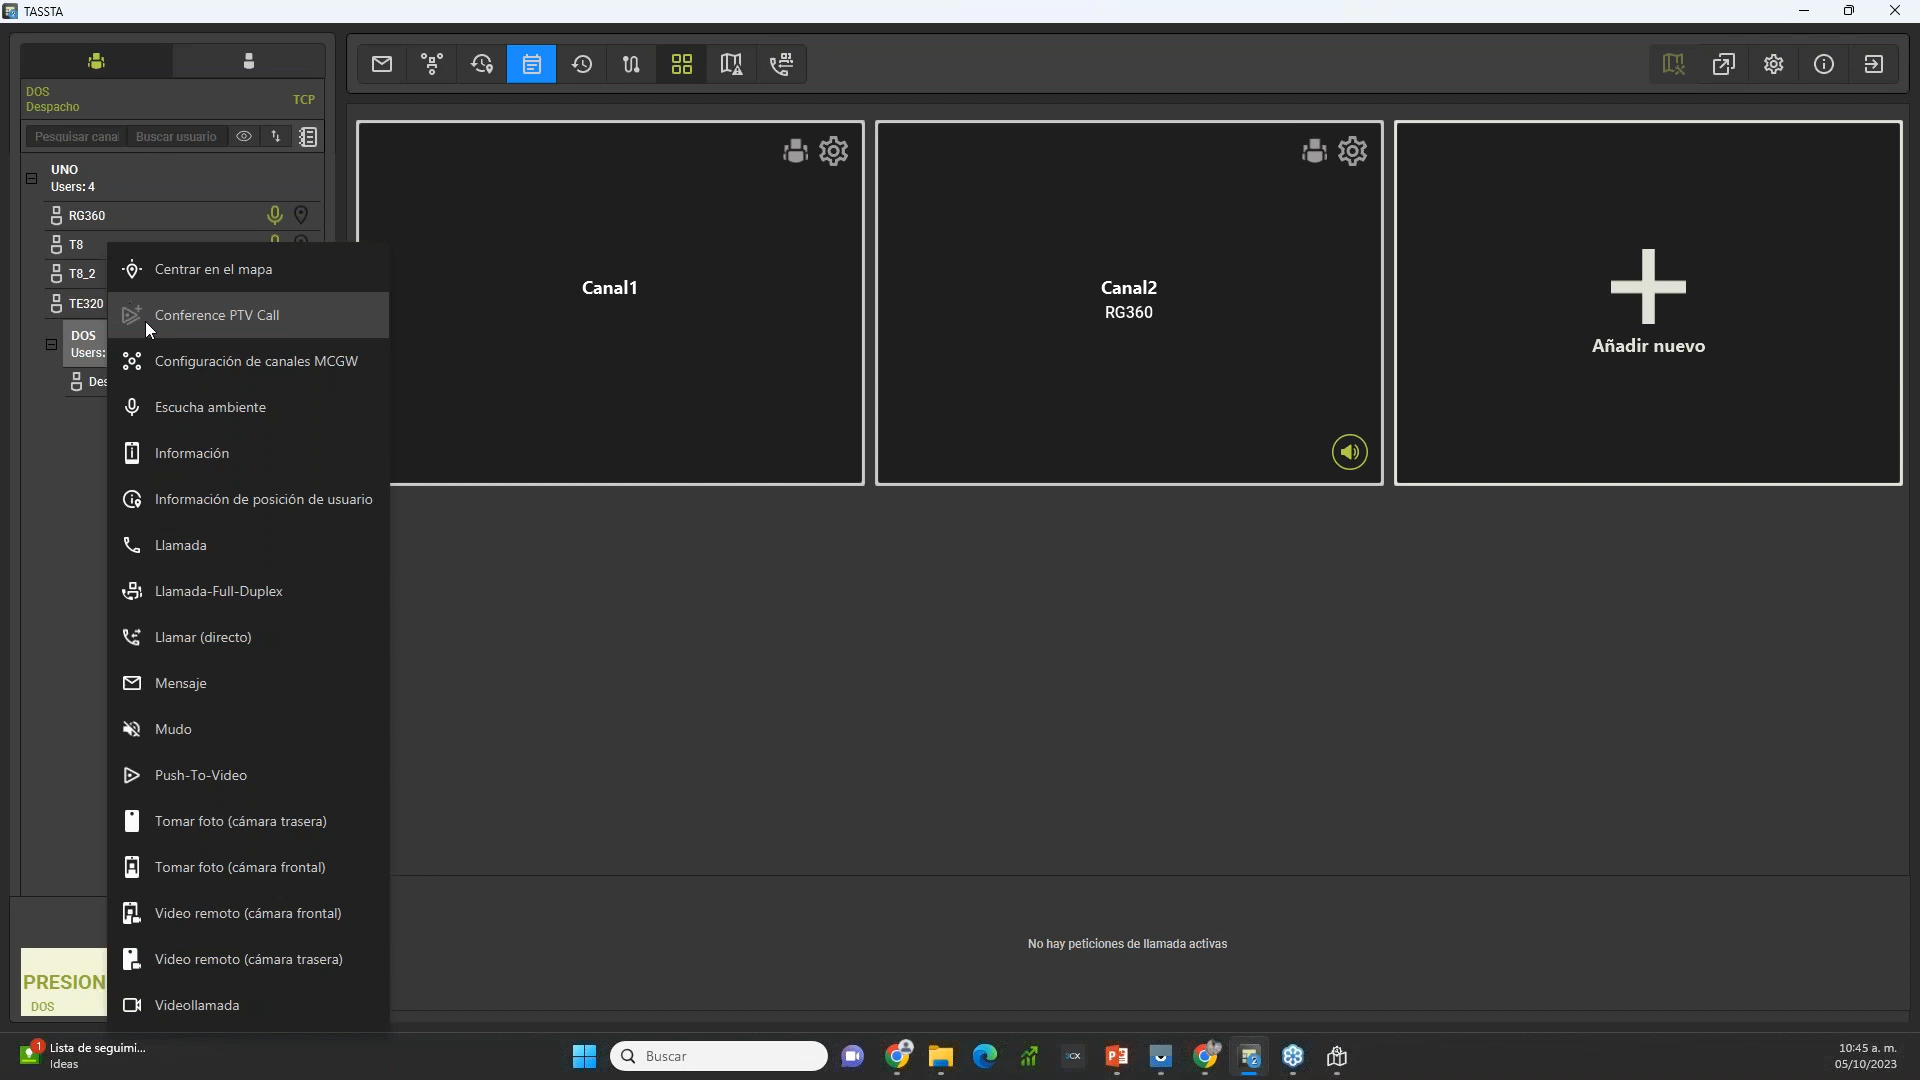 TASSTA
DOS
Despacho
TCP
Pesquisar canal
Buscar usuario
UNO
Users: 4
RG360
T8
T8_2
TE320
DOS
Users:
Des
Centrar en el mapa
Conference PTV Call
Configuración de canales MCGW
Escucha ambiente
Información
Información de posición de usuario
Llamada
Llamada-Full-Duplex
Llamar (directo)
Mensaje
Mudo
Push-To-Video
Tomar foto (cámara trasera)
Tomar foto (cámara frontal)
Video remoto (cámara frontal)
Video remoto (cámara trasera)
Videollamada
Canal1
Canal2
RG360
Añadir nuevo
No hay peticiones de llamada activas
PRESION
DOS
1
Lista de seguimi...
Ideas
Buscar
3CX
2
10:45 a. m.
05/10/2023